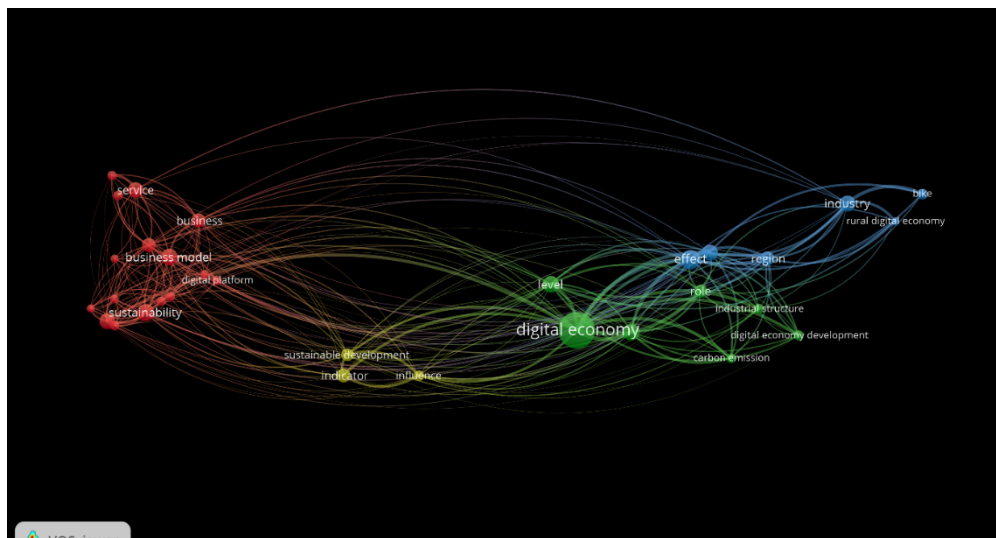 service
business
business model
digital platform
sustainability
sustainable development
indicator
influence
level
digital economy
effect
region
role
industrial structure
digital economy development
carbon emission
industry
bike
rural digital economy